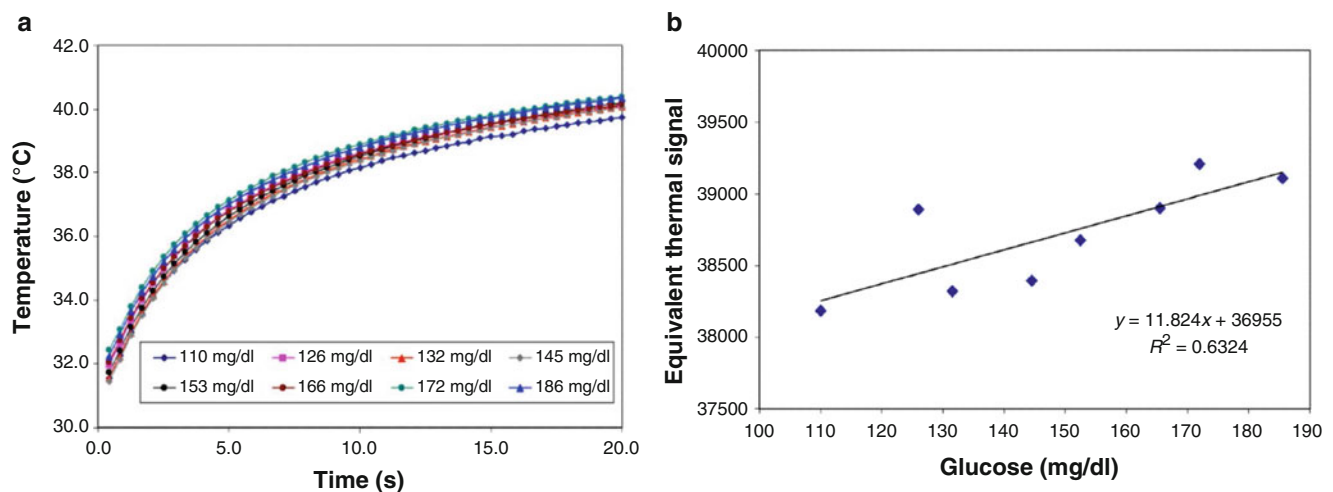 a
42.0
40.0
38.0
36.0
34.0
32.0
30.0
Temperature (°C)
110 mg/dl 126 mg/dl 132 mg/dl 145 mg/dl
153 mg/dl 166 mg/dl 172 mg/dl 186 mg/dl
0.0 5.0 10.0 15.0 20.0
Time (s)
b
40000
39500
39000
38500
38000
37500
Equivalent thermal signal
y = 11.824x + 36955
R² = 0.6324
100 110 120 130 140 150 160 170 180 190
Glucose (mg/dl)